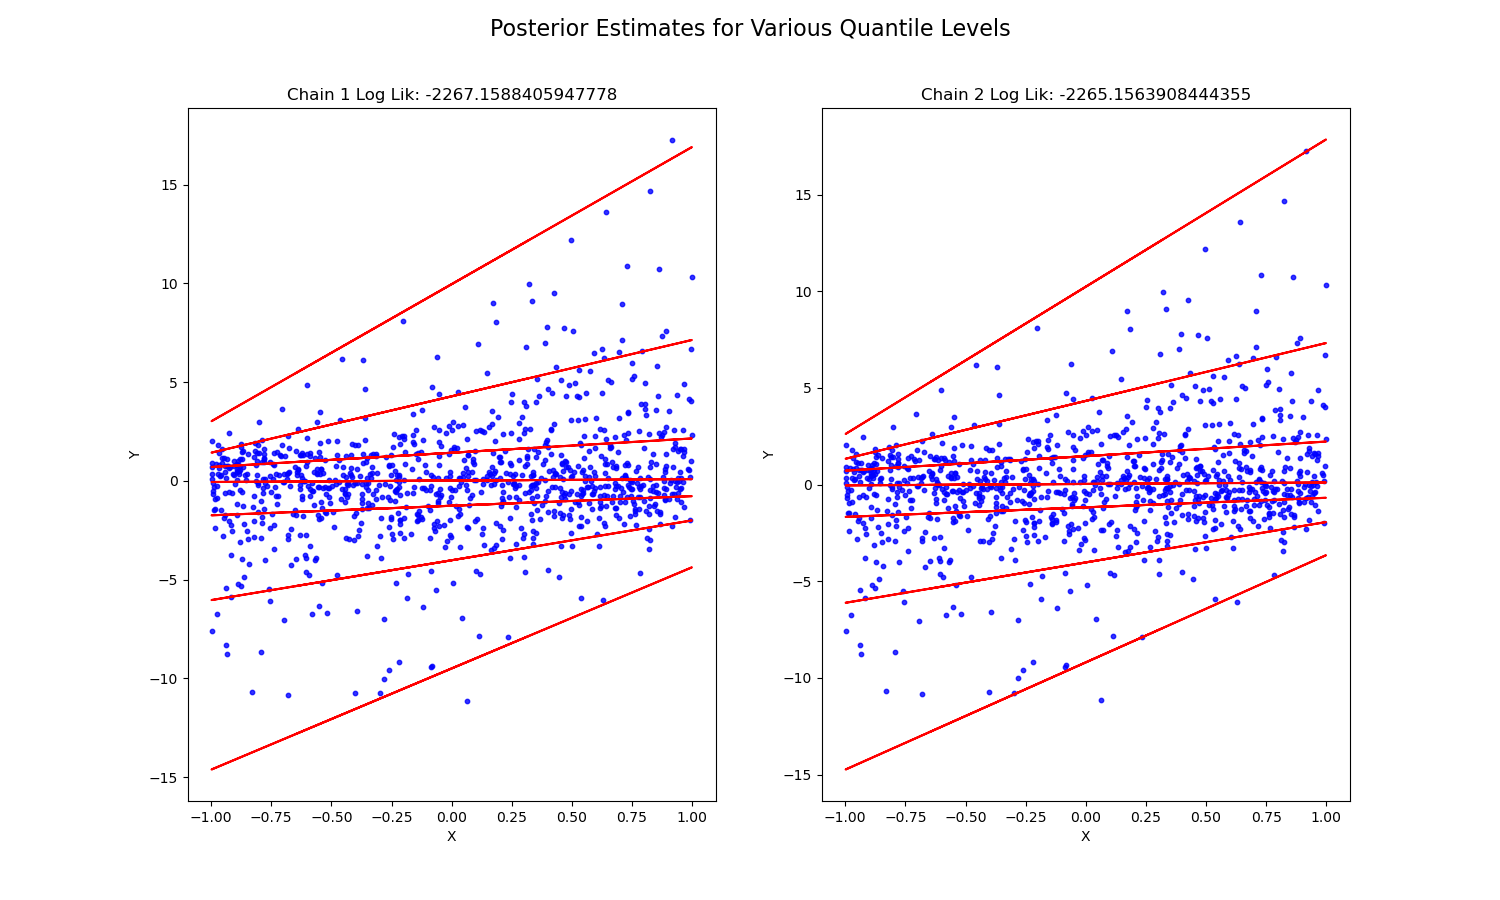 Posterior Estimates for Various Quantile Levels
Chain 1 Log Lik: -2267.1588405947778
Chain 2 Log Lik: -2265.1563908444355
15
10
5
0
−5
−10
−15
Y
−1.00 −0.75 −0.50 −0.25 0.00 0.25 0.50 0.75 1.00
X
15
10
5
0
−5
−10
−15
Y
−1.00 −0.75 −0.50 −0.25 0.00 0.25 0.50 0.75 1.00
X